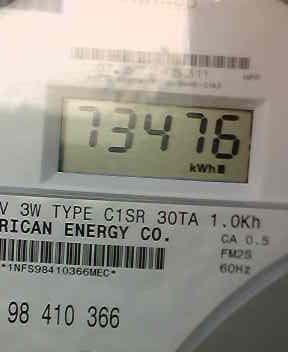 73476
kWh
V 3W TYPE C1SR 30TA 1.0Kh
RICAN ENERGY CO.
CA 0.5
FM2S
60Hz
*1NFS98410366MEC*
98 410 366